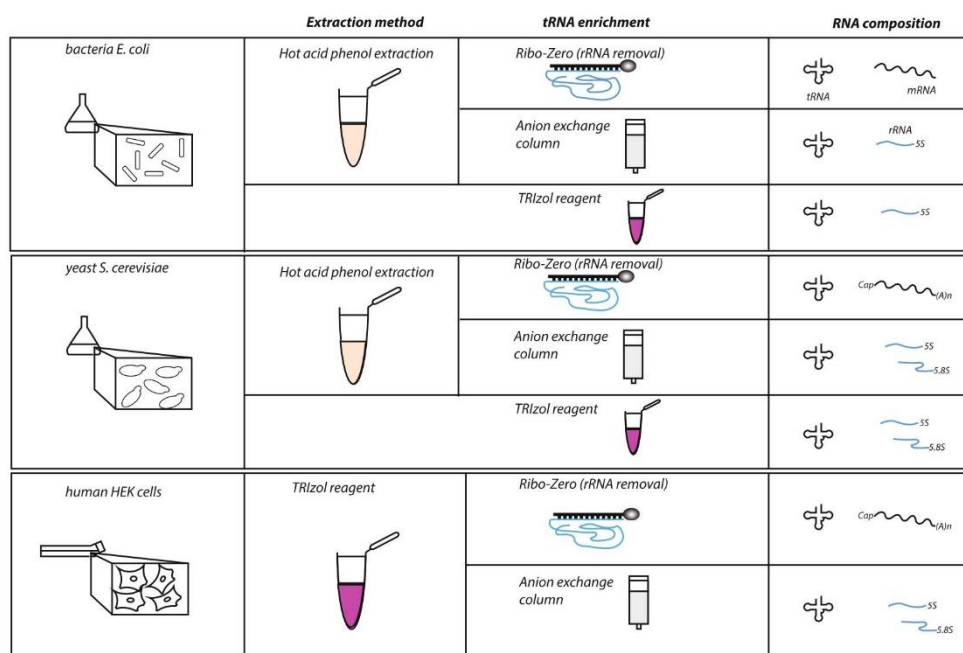 Extraction method tRNA enrichment RNA composition
bacteria E. coli
Hot acid phenol extraction
Ribo-Zero (rRNA removal)
tRNA mRNA
Anion exchange
column
rRNA
5S
TRIzol reagent
5S
yeast S. cerevisiae
Hot acid phenol extraction
Ribo-Zero (rRNA removal)
Cap (A)n
Anion exchange
column
5S
5.8S
TRIzol reagent
5S
5.8S
human HEK cells
TRIzol reagent
Ribo-Zero (rRNA removal)
Cap (A)n
Anion exchange
column
5S
5.8S